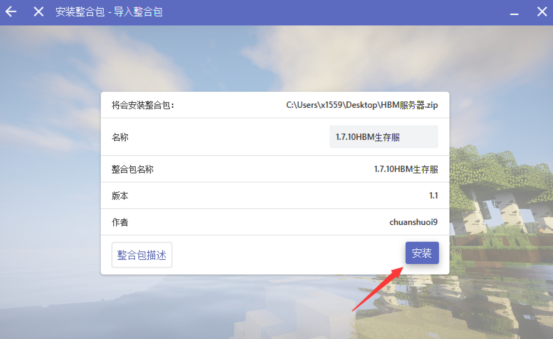 安装整合包 - 导入整合包
将会安装整合包： C:\Users\x1559\Desktop\HBM服务器.zip
名称 1.7.10HBM生存服
整合包名称 1.7.10HBM生存服
版本 1.1
作者 chuanshuoi9
整合包描述 安装